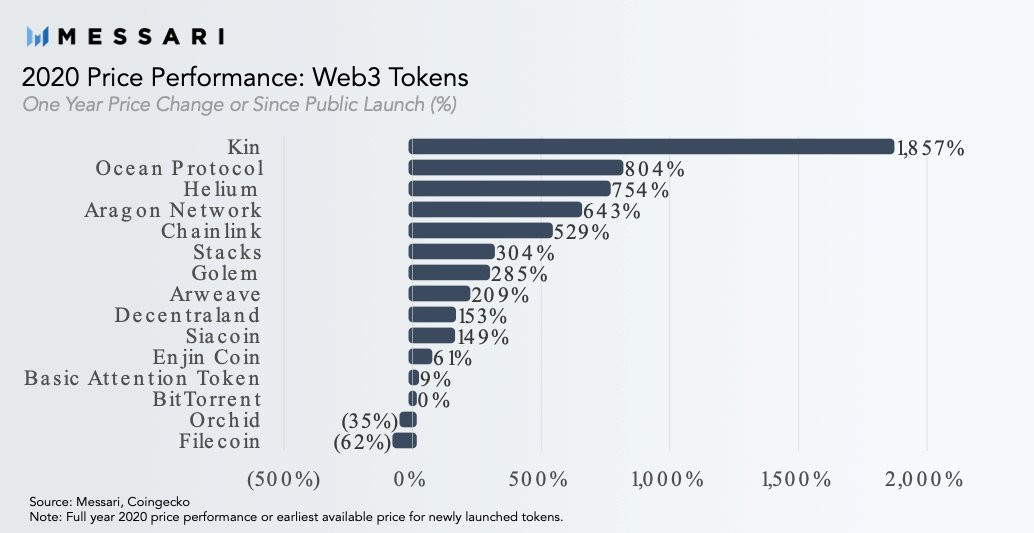 MESSARI
2020 Price Performance: Web3 Tokens
One Year Price Change or Since Public Launch (%)
Kin 1,857%
Ocean Protocol 804%
Helium 754%
Aragon Network 643%
Chainlink 529%
Stacks 304%
Golem 285%
Arweave 209%
Decentraland 153%
Siacoin 149%
Enjin Coin 61%
Basic Attention Token 9%
BitTorrent 0%
Orchid (35%)
Filecoin (62%)
(500%) 0% 500% 1,000% 1,500% 2,000%
Source: Messari, Coingecko
Note: Full year 2020 price performance or earliest available price for newly launched tokens.